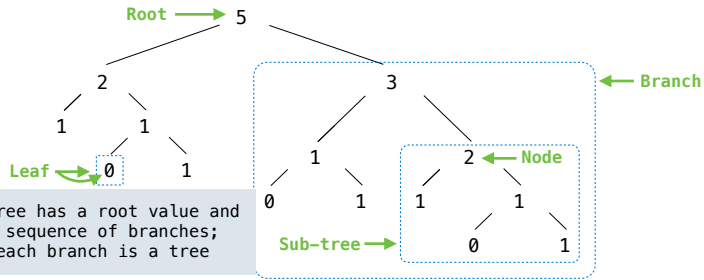 Root 5
2 3 Branch
1 1 1 2 Node
Leaf 0 1 0 1 1 1
ree has a root value and
sequence of branches;
each branch is a tree
Sub-tree 0 1